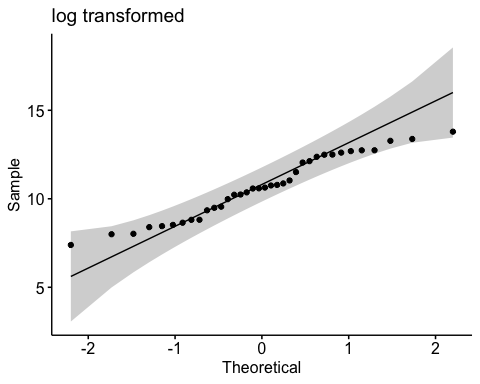 log transformed
15
10
5
Sample
-2 -1 0 1 2
Theoretical